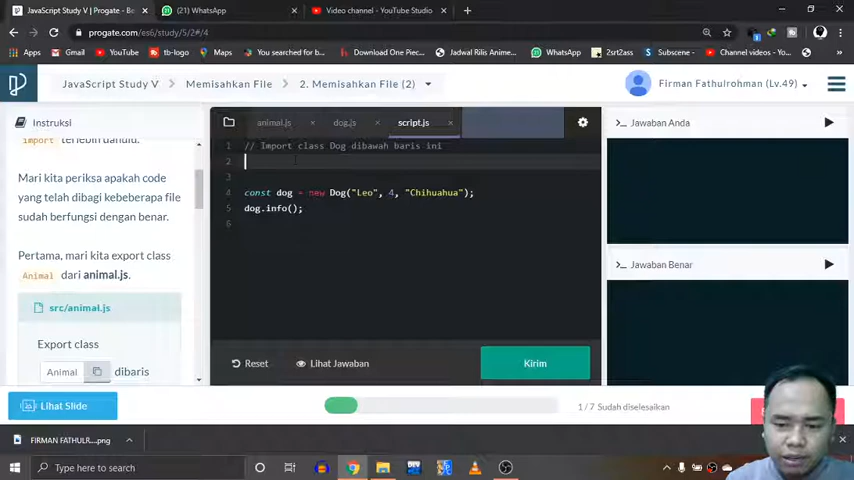 JavaScript Study V | Progate - Be
(21) WhatsApp
Video channel - YouTube Studio
progate.com/es6/study/5/2#/4
Apps
Gmail
YouTube
tb-logo
Maps
You searched for b...
Download One Piece...
Jadwal Rilis Anime...
WhatsApp
2srt2ass
Subscene -
Channel videos - Yo...
JavaScript Study V
Memisahkan File
2. Memisahkan File (2)
Firman Fathulrohman (Lv.49)
Instruksi
import terlebih dahulu.
Mari kita periksa apakah code
yang telah dibagi kebeberapa file
sudah berfungsi dengan benar.
Pertama, mari kita export class
Animal dari animal.js.
src/animal.js
Export class
Animal dibaris
animal.js
dog.js
script.js
1 // Import class Dog dibawah baris ini
2
3
4 const dog = new Dog("Leo", 4, "Chihuahua");
5 dog.info();
6
Reset
Lihat Jawaban
Kirim
Jawaban Anda
Jawaban Benar
Lihat Slide
1 / 7 Sudah diselesaikan
FIRMAN FATHULR....png
Type here to search